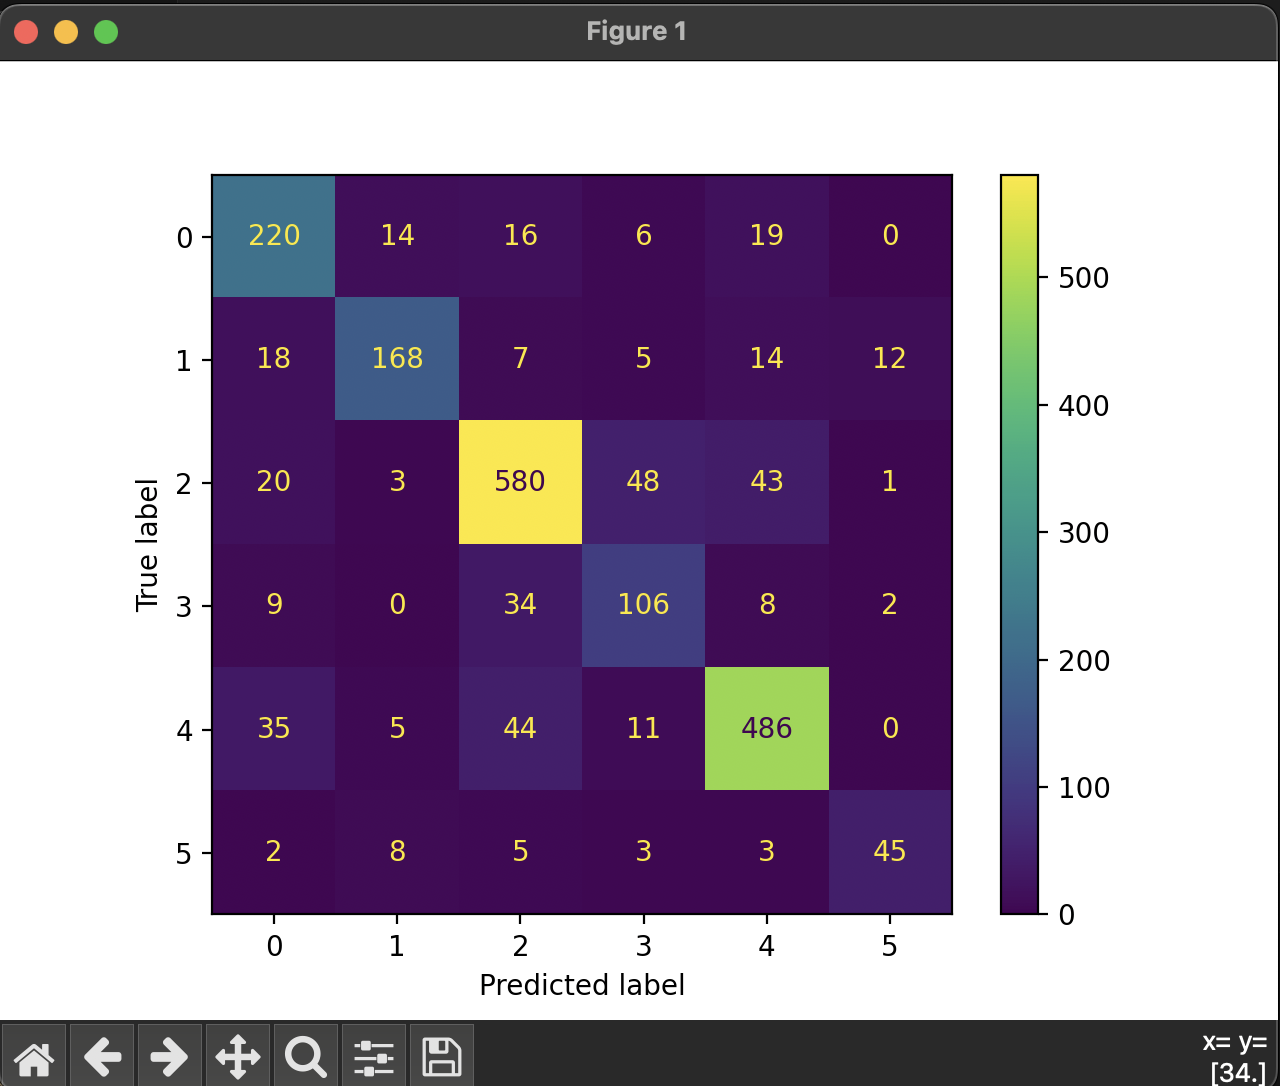 Figure 1
0 220 14 16 6 19 0
1 18 168 7 5 14 12
2 20 3 580 48 43 1
3 9 0 34 106 8 2
4 35 5 44 11 486 0
5 2 8 5 3 3 45
0 1 2 3 4 5
True label
Predicted label
500
400
300
200
100
0
x= y=
[34.]